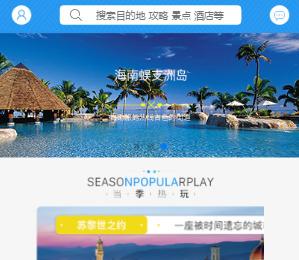 搜索目的地 攻略 景点 酒店等
海南蜈支洲岛
SEASONPOPULARPLAY
· 当 · 季 · 热 · 玩 ·
· 苏黎世之约 · · 一座被时间遗忘的城